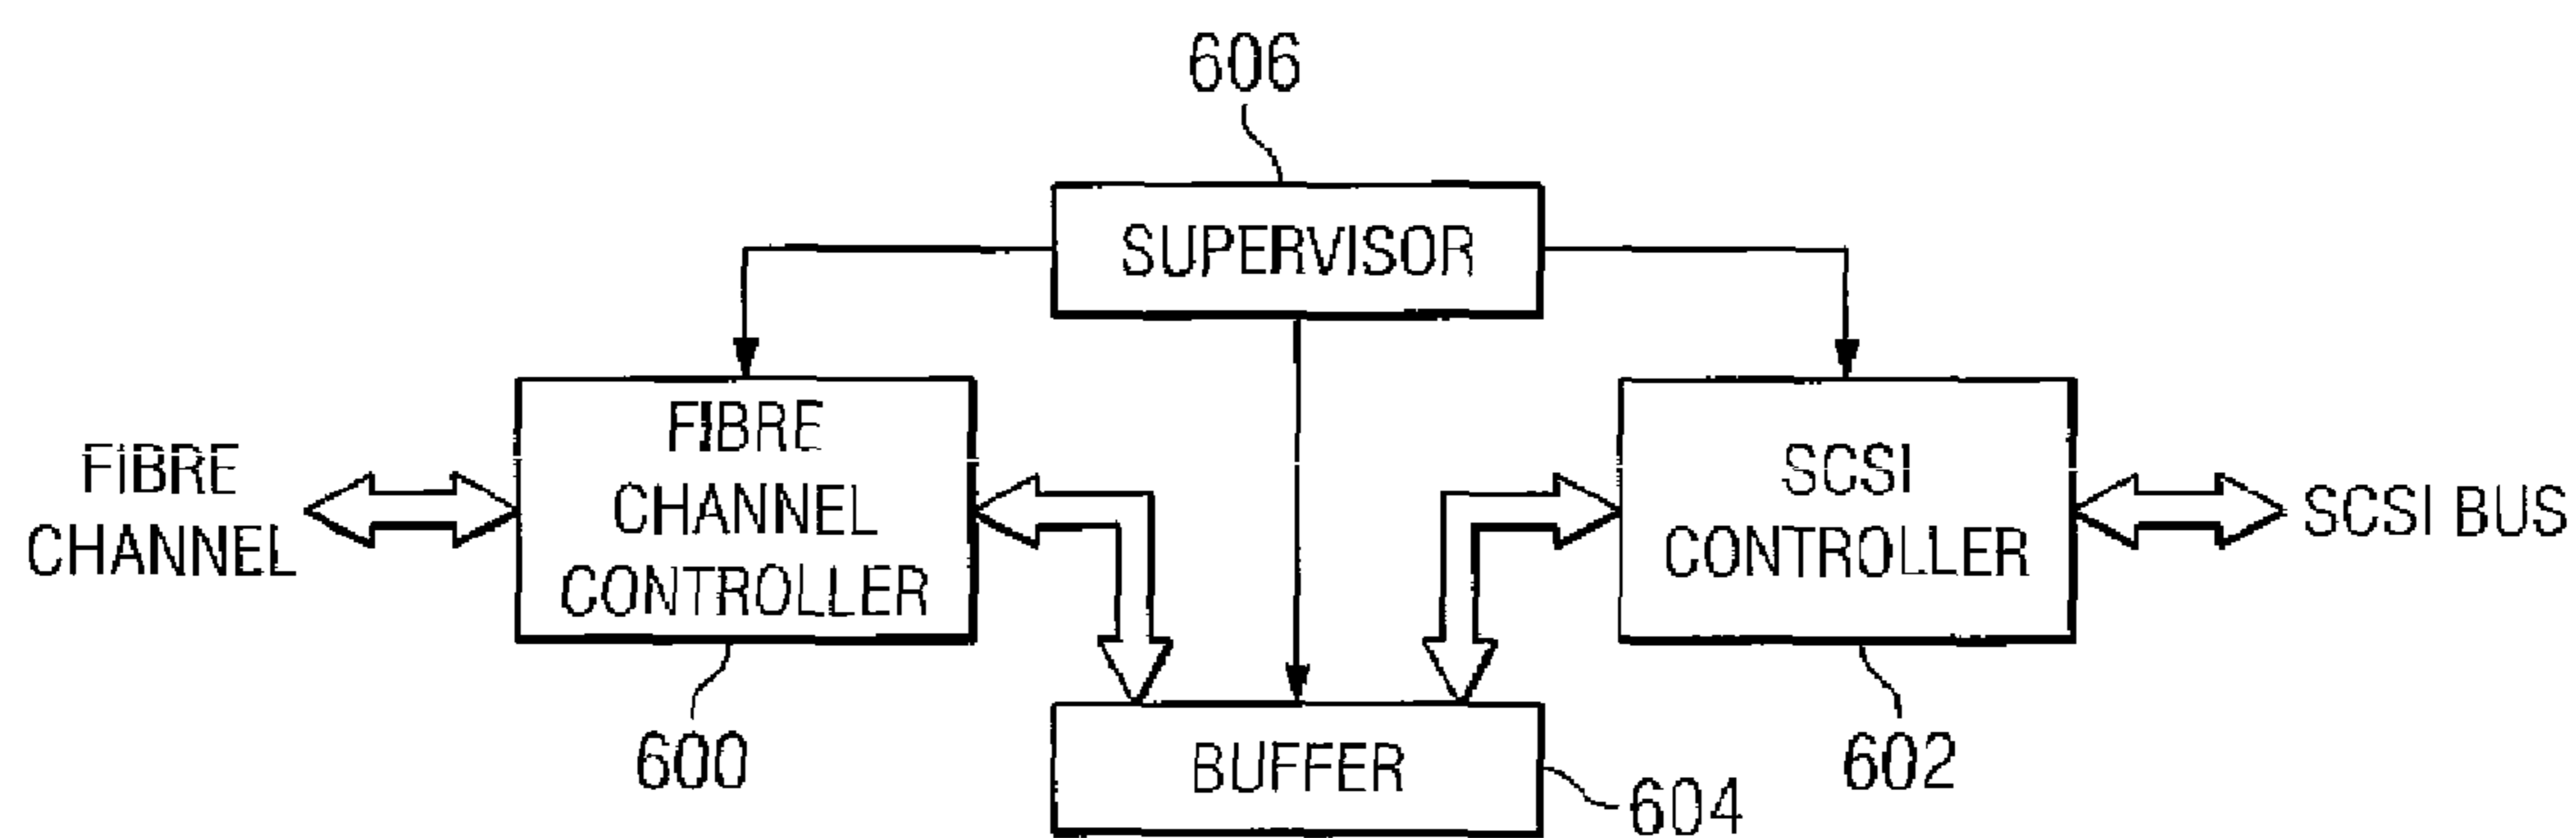 606
SUPERVISOR
FIBRE
CHANNEL
FIBRE
CHANNEL
CONTROLLER
SCSI
CONTROLLER
SCSI BUS
600
BUFFER
604
602